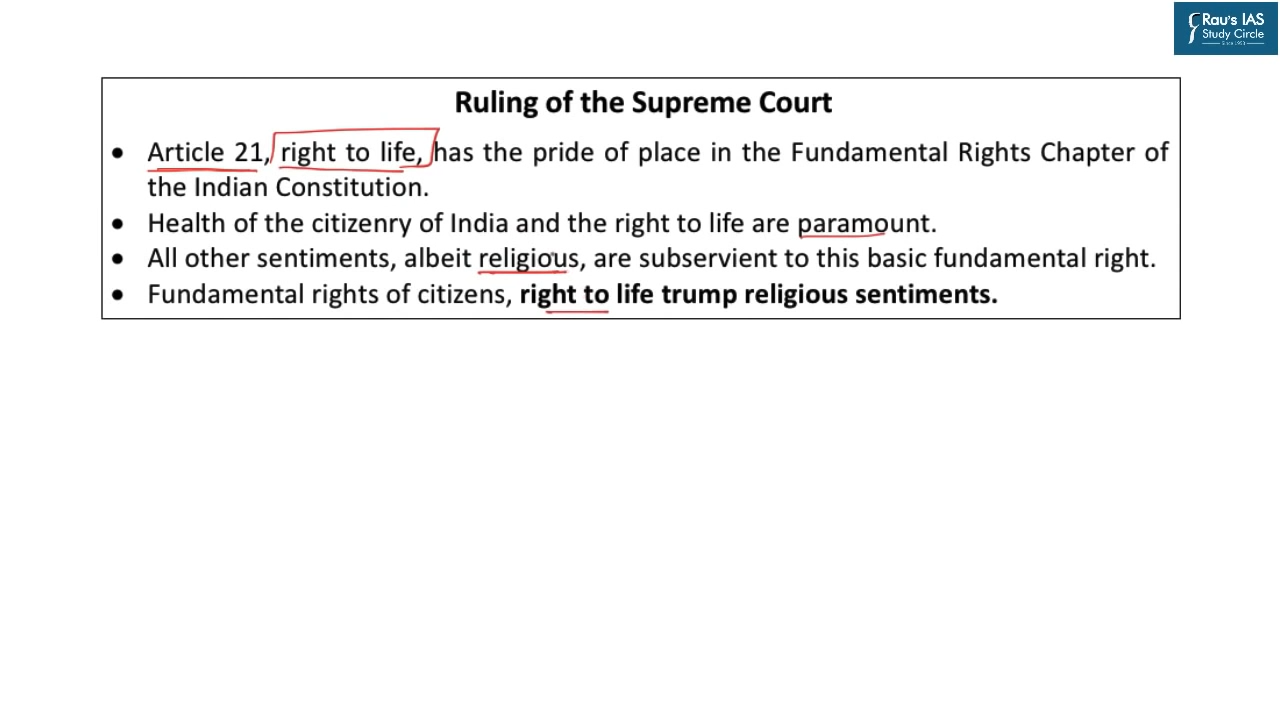 Rau's IAS
Study Circle
Since 1953
Ruling of the Supreme Court
• Article 21, right to life, has the pride of place in the Fundamental Rights Chapter of
the Indian Constitution.
• Health of the citizenry of India and the right to life are paramount.
• All other sentiments, albeit religious, are subservient to this basic fundamental right.
• Fundamental rights of citizens, right to life trump religious sentiments.